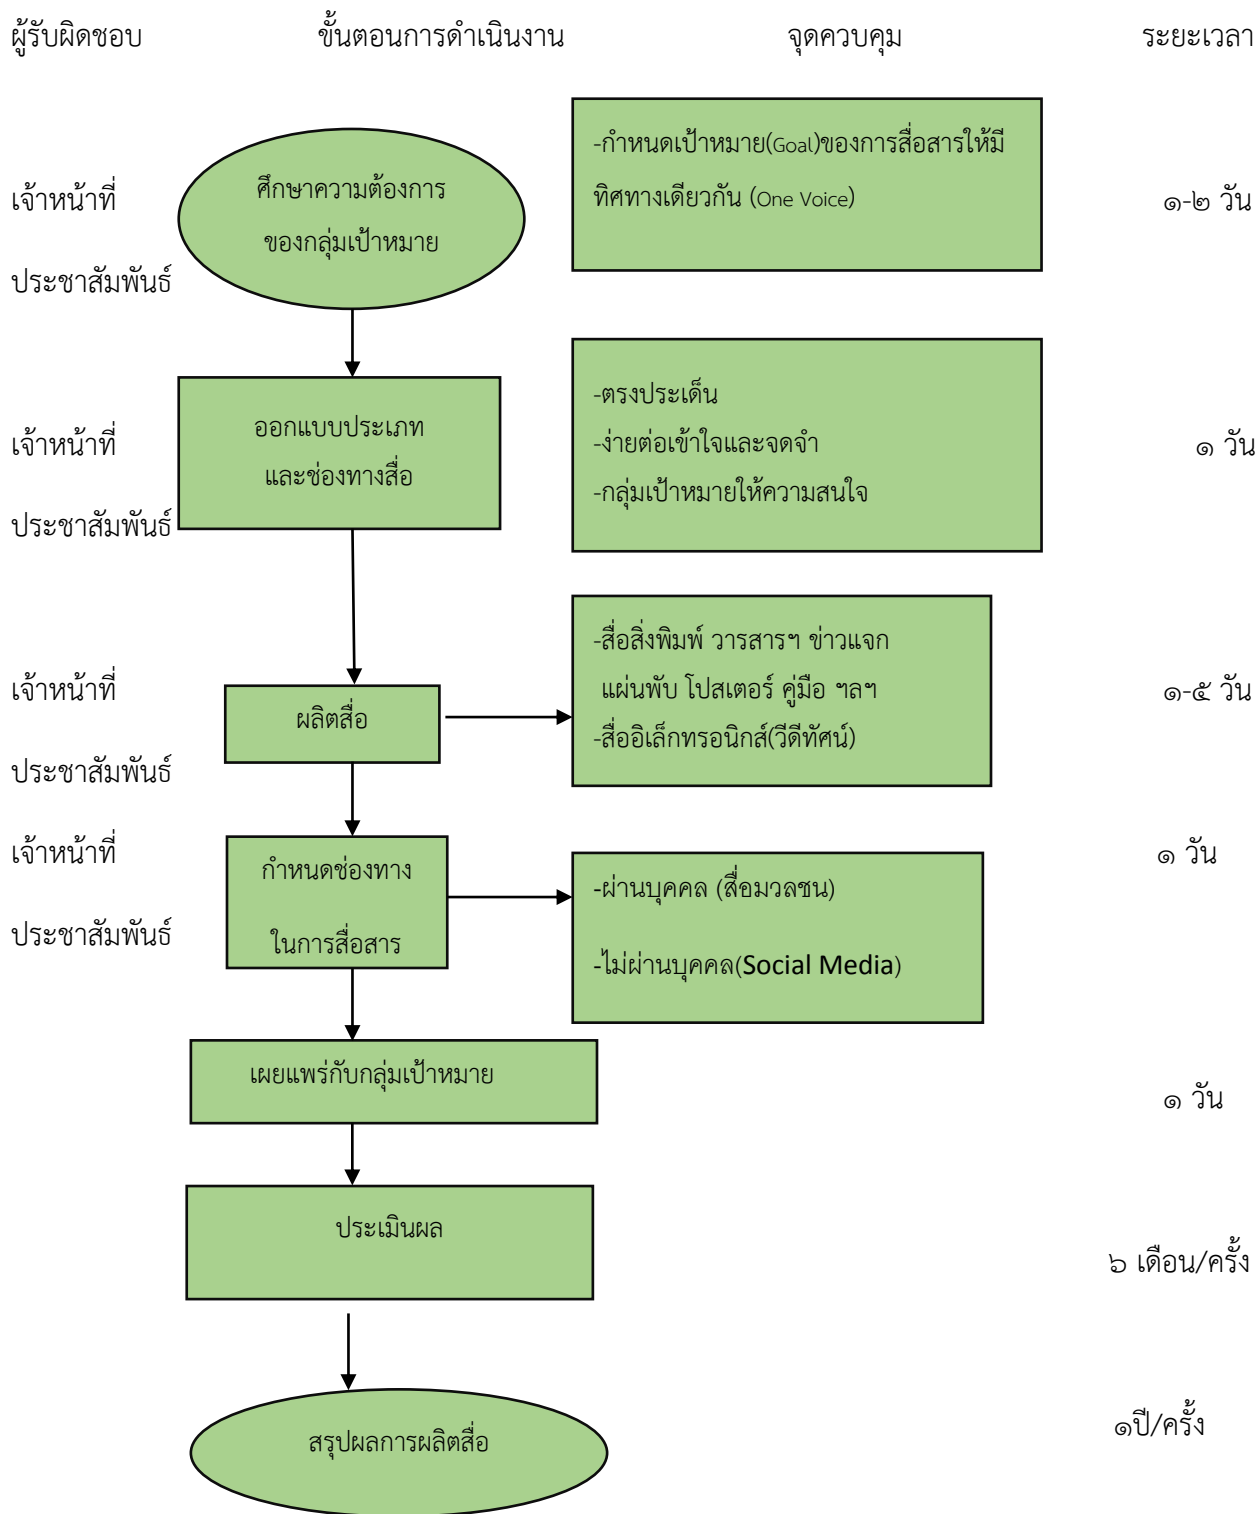 ผู้รับผิดชอบ ขั้นตอนการดำเนินงาน จุดควบคุม ระยะเวลา
เจ้าหน้าที่
ประชาสัมพันธ์
ศึกษาความต้องการ
ของกลุ่มเป้าหมาย
-กำหนดเป้าหมาย(Goal)ของการสื่อสารให้มี
ทิศทางเดียวกัน (One Voice)
๑-๒ วัน
เจ้าหน้าที่
ประชาสัมพันธ์
ออกแบบประเภท
และช่องทางสื่อ
-ตรงประเด็น
-ง่ายต่อเข้าใจและจดจำ
-กลุ่มเป้าหมายให้ความสนใจ
๑ วัน
เจ้าหน้าที่
ประชาสัมพันธ์
ผลิตสื่อ
-สื่อสิ่งพิมพ์ วารสารฯ ข่าวแจก
แผ่นพับ โปสเตอร์ คู่มือ ฯลฯ
-สื่ออิเล็กทรอนิกส์(วีดีทัศน์)
๑-๕ วัน
เจ้าหน้าที่
ประชาสัมพันธ์
กำหนดช่องทาง
ในการสื่อสาร
-ผ่านบุคคล (สื่อมวลชน)
-ไม่ผ่านบุคคล(Social Media)
๑ วัน
เผยแพร่กับกลุ่มเป้าหมาย
๑ วัน
ประเมินผล
๖ เดือน/ครั้ง
สรุปผลการผลิตสื่อ
๑ปี/ครั้ง